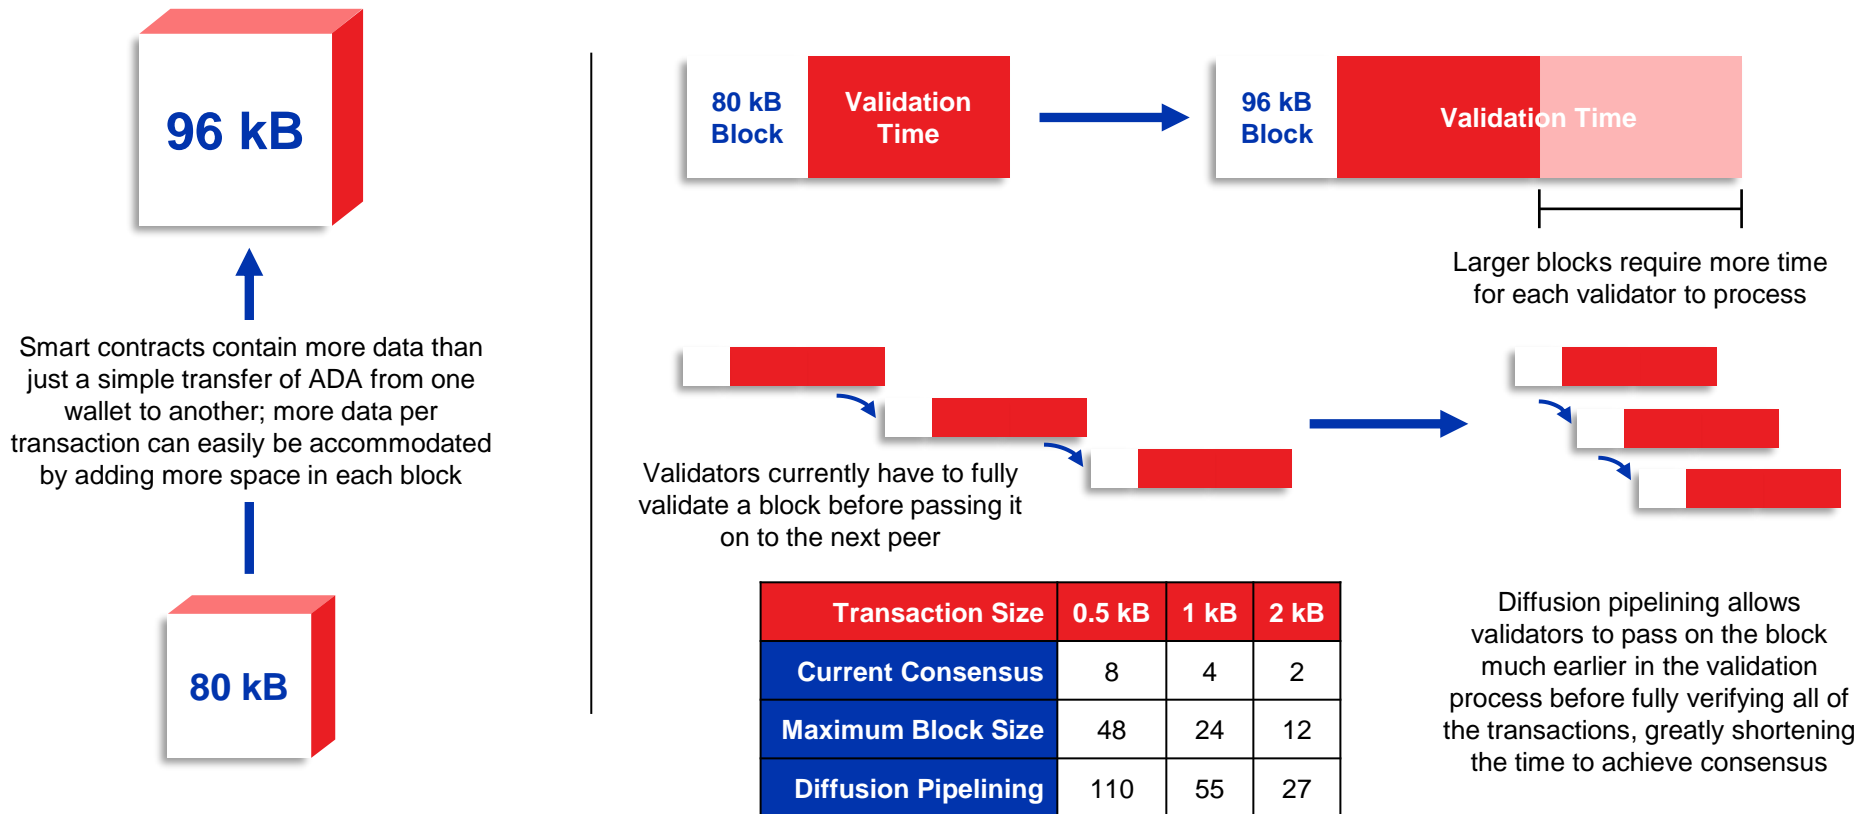 96 kB
Smart contracts contain more data than
just a simple transfer of ADA from one
wallet to another; more data per
transaction can easily be accommodated
by adding more space in each block
80 kB
80 kB
Block
Validation
Time
96 kB
Block
Validation Time
Larger blocks require more time
for each validator to process
Validators currently have to fully
validate a block before passing it
on to the next peer
Transaction Size 0.5 kB 1 kB 2 kB
Current Consensus 8 4 2
Maximum Block Size 48 24 12
Diffusion Pipelining 110 55 27
Diffusion pipelining allows
validators to pass on the block
much earlier in the validation
process before fully verifying all of
the transactions, greatly shortening
the time to achieve consensus